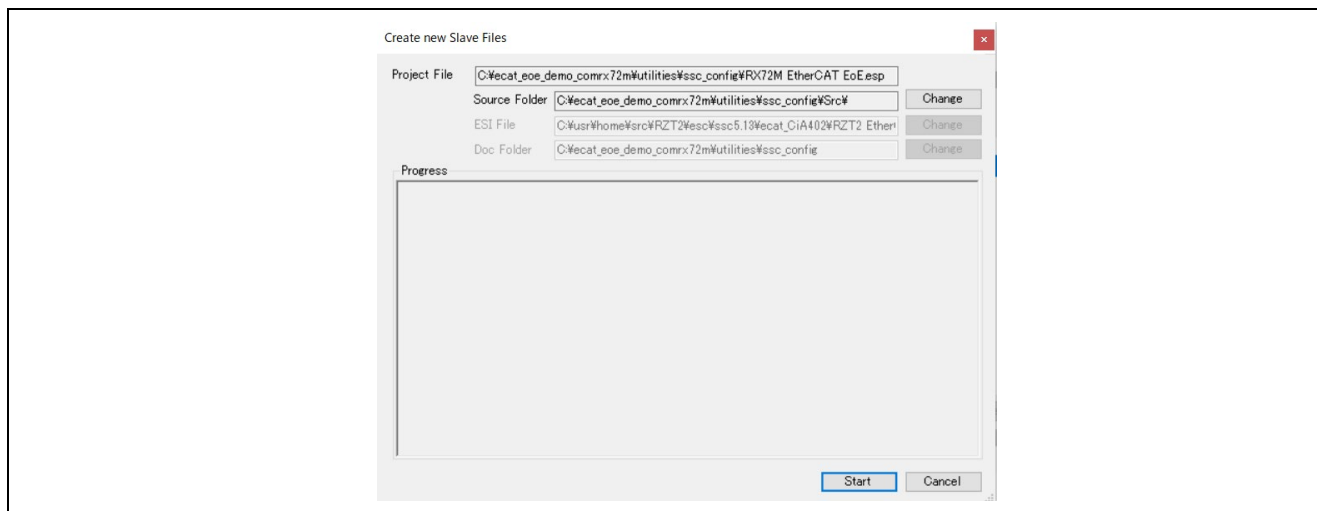 Create new Slave Files
Project File C:¥ecat_eoe_demo_comrx72m¥utilities¥ssc_config¥RX72M EtherCAT EoE.esp
Source Folder C:¥ecat_eoe_demo_comrx72m¥utilities¥ssc_config¥Src¥ Change
ESI File C:¥usr¥home¥src¥RZT2¥esc¥ssc5.13¥ecat_CiA402¥RZT2 Ether Change
Doc Folder C:¥ecat_eoe_demo_comrx72m¥utilities¥ssc_config Change
Progress
Start Cancel